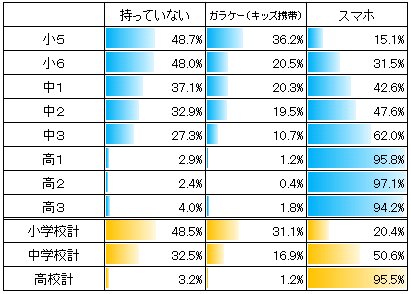 持っていない ガラケー(キッズ携帯) スマホ
小5 48.7% 36.2% 15.1%
小6 48.0% 20.5% 31.5%
中1 37.1% 20.3% 42.6%
中2 32.9% 19.5% 47.6%
中3 27.3% 10.7% 62.0%
高1 2.9% 1.2% 95.8%
高2 2.4% 0.4% 97.1%
高3 4.0% 1.8% 94.2%
小学校計 48.5% 31.1% 20.4%
中学校計 32.5% 16.9% 50.6%
高校計 3.2% 1.2% 95.5%